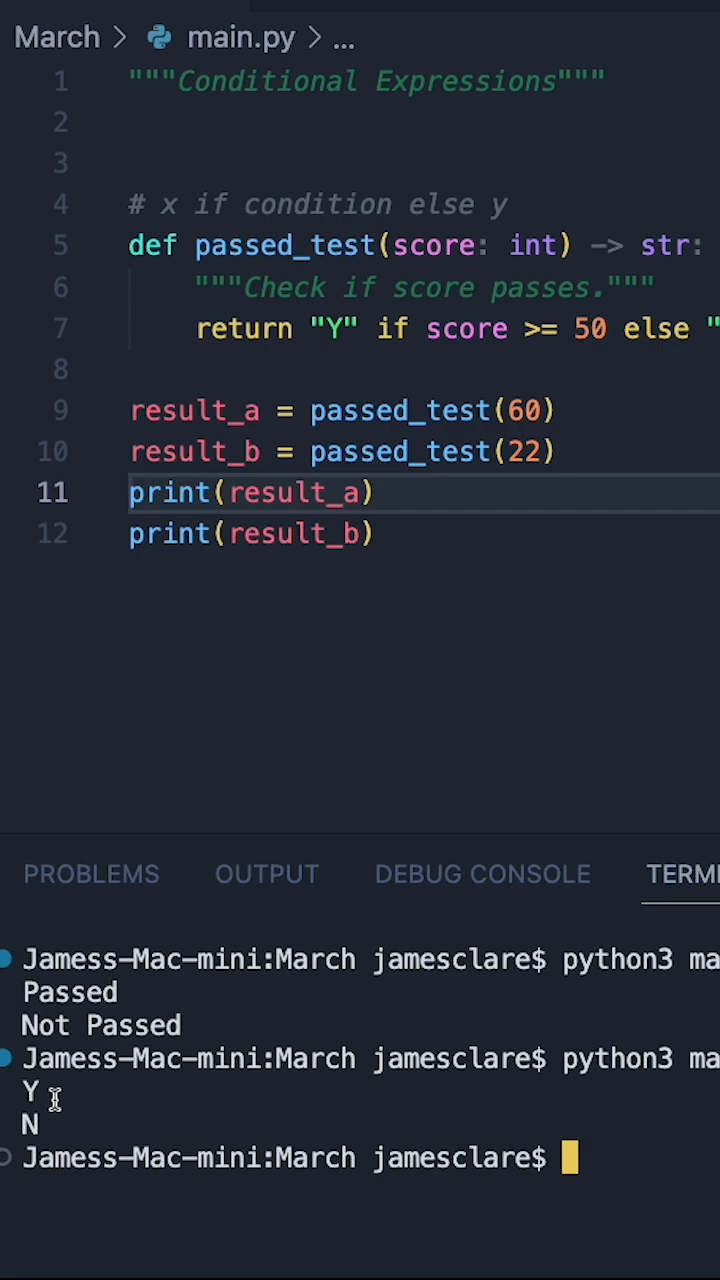 March > main.py > ...
1 """Conditional Expressions"""
2
3
4 # x if condition else y
5 def passed_test(score: int) -> str:
6 """Check if score passes."""
7 return "Y" if score >= 50 else "
8
9 result_a = passed_test(60)
10 result_b = passed_test(22)
11 print(result_a)
12 print(result_b)
PROBLEMS OUTPUT DEBUG CONSOLE TERMI
Jamess-Mac-mini:March jamesclare$ python3 ma
Passed
Not Passed
Jamess-Mac-mini:March jamesclare$ python3 ma
Y
N
Jamess-Mac-mini:March jamesclare$